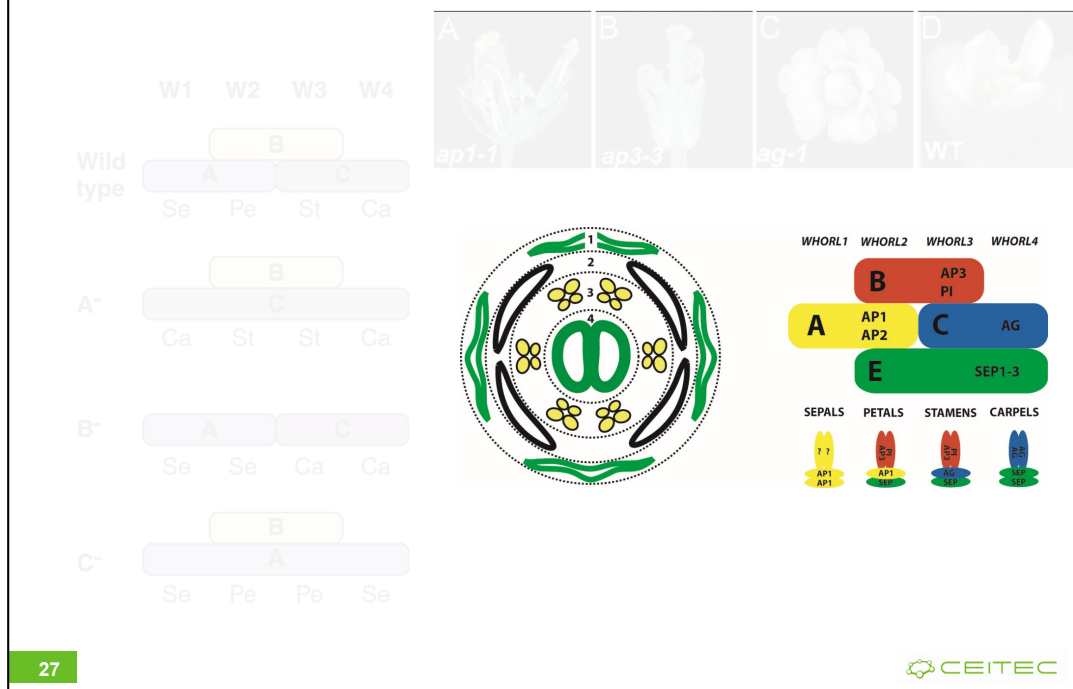 A B C D
ap1-1 ap3-3 ag-1 WT
W1 W2 W3 W4
Wild type
B
A C
Se Pe St Ca
A⁻
B
C
Ca St St Ca
B⁻
A C
Se Se Ca Ca
C⁻
B
A
Se Pe Pe Se
1
2
3
4
WHORL1 WHORL2 WHORL3 WHORL4
B AP3
PI
A AP1
AP2
C AG
E SEP1-3
SEPALS PETALS STAMENS CARPELS
? ?
AP1
AP1
AP3 PI
AP1
SEP
AP3 PI
AG
SEP
AG AG
SEP
SEP
27
CEITEC